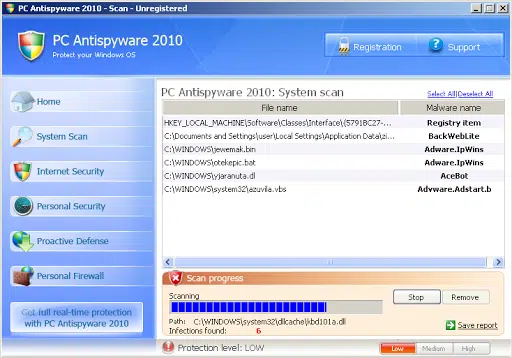 PC Antispyware 2010 - Scan - Unregistered
PC Antispyware 2010
Protect your Windows OS
Registration
Support
Home
System Scan
Internet Security
Personal Security
Proactive Defense
Personal Firewall
Get full real-time protection
with PC Antispyware 2010
PC Antispyware 2010: System scan
Select All|Deselect All
File name Malware name
HKEY_LOCAL_MACHINE\Software\Classes\Interface\{5791BC27-... Registry item
C:\Documents and Settings\user\Local Settings\Application Data\zi... BackWebLite
C:\WINDOWS\jewemak.bin Adware.IpWins
C:\WINDOWS\otekepic.bat Adware.IpWins
C:\WINDOWS\yjaranuta.dl AceBot
C:\WINDOWS\system32\azuvila.vbs Advware.Adstart.b
Scan progress
Scanning
Stop Remove
Path: C:\WINDOWS\system32\dllcache\kbd101a.dl
Infections found: 6
Save report
Protection level: LOW
Low Medium High